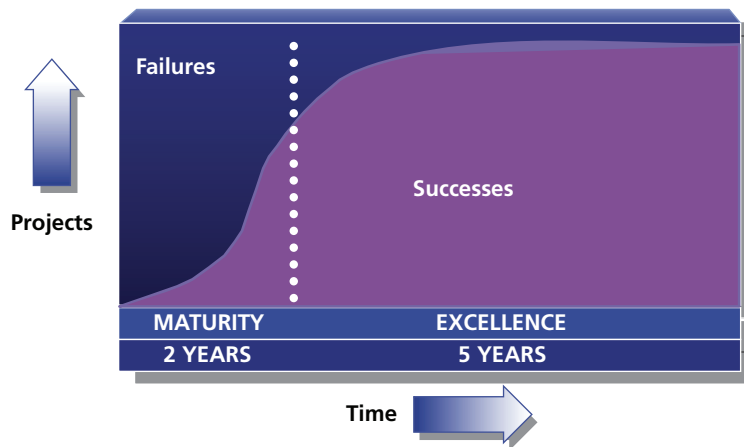 Failures
Successes
Projects
MATURITY EXCELLENCE
2 YEARS 5 YEARS
Time